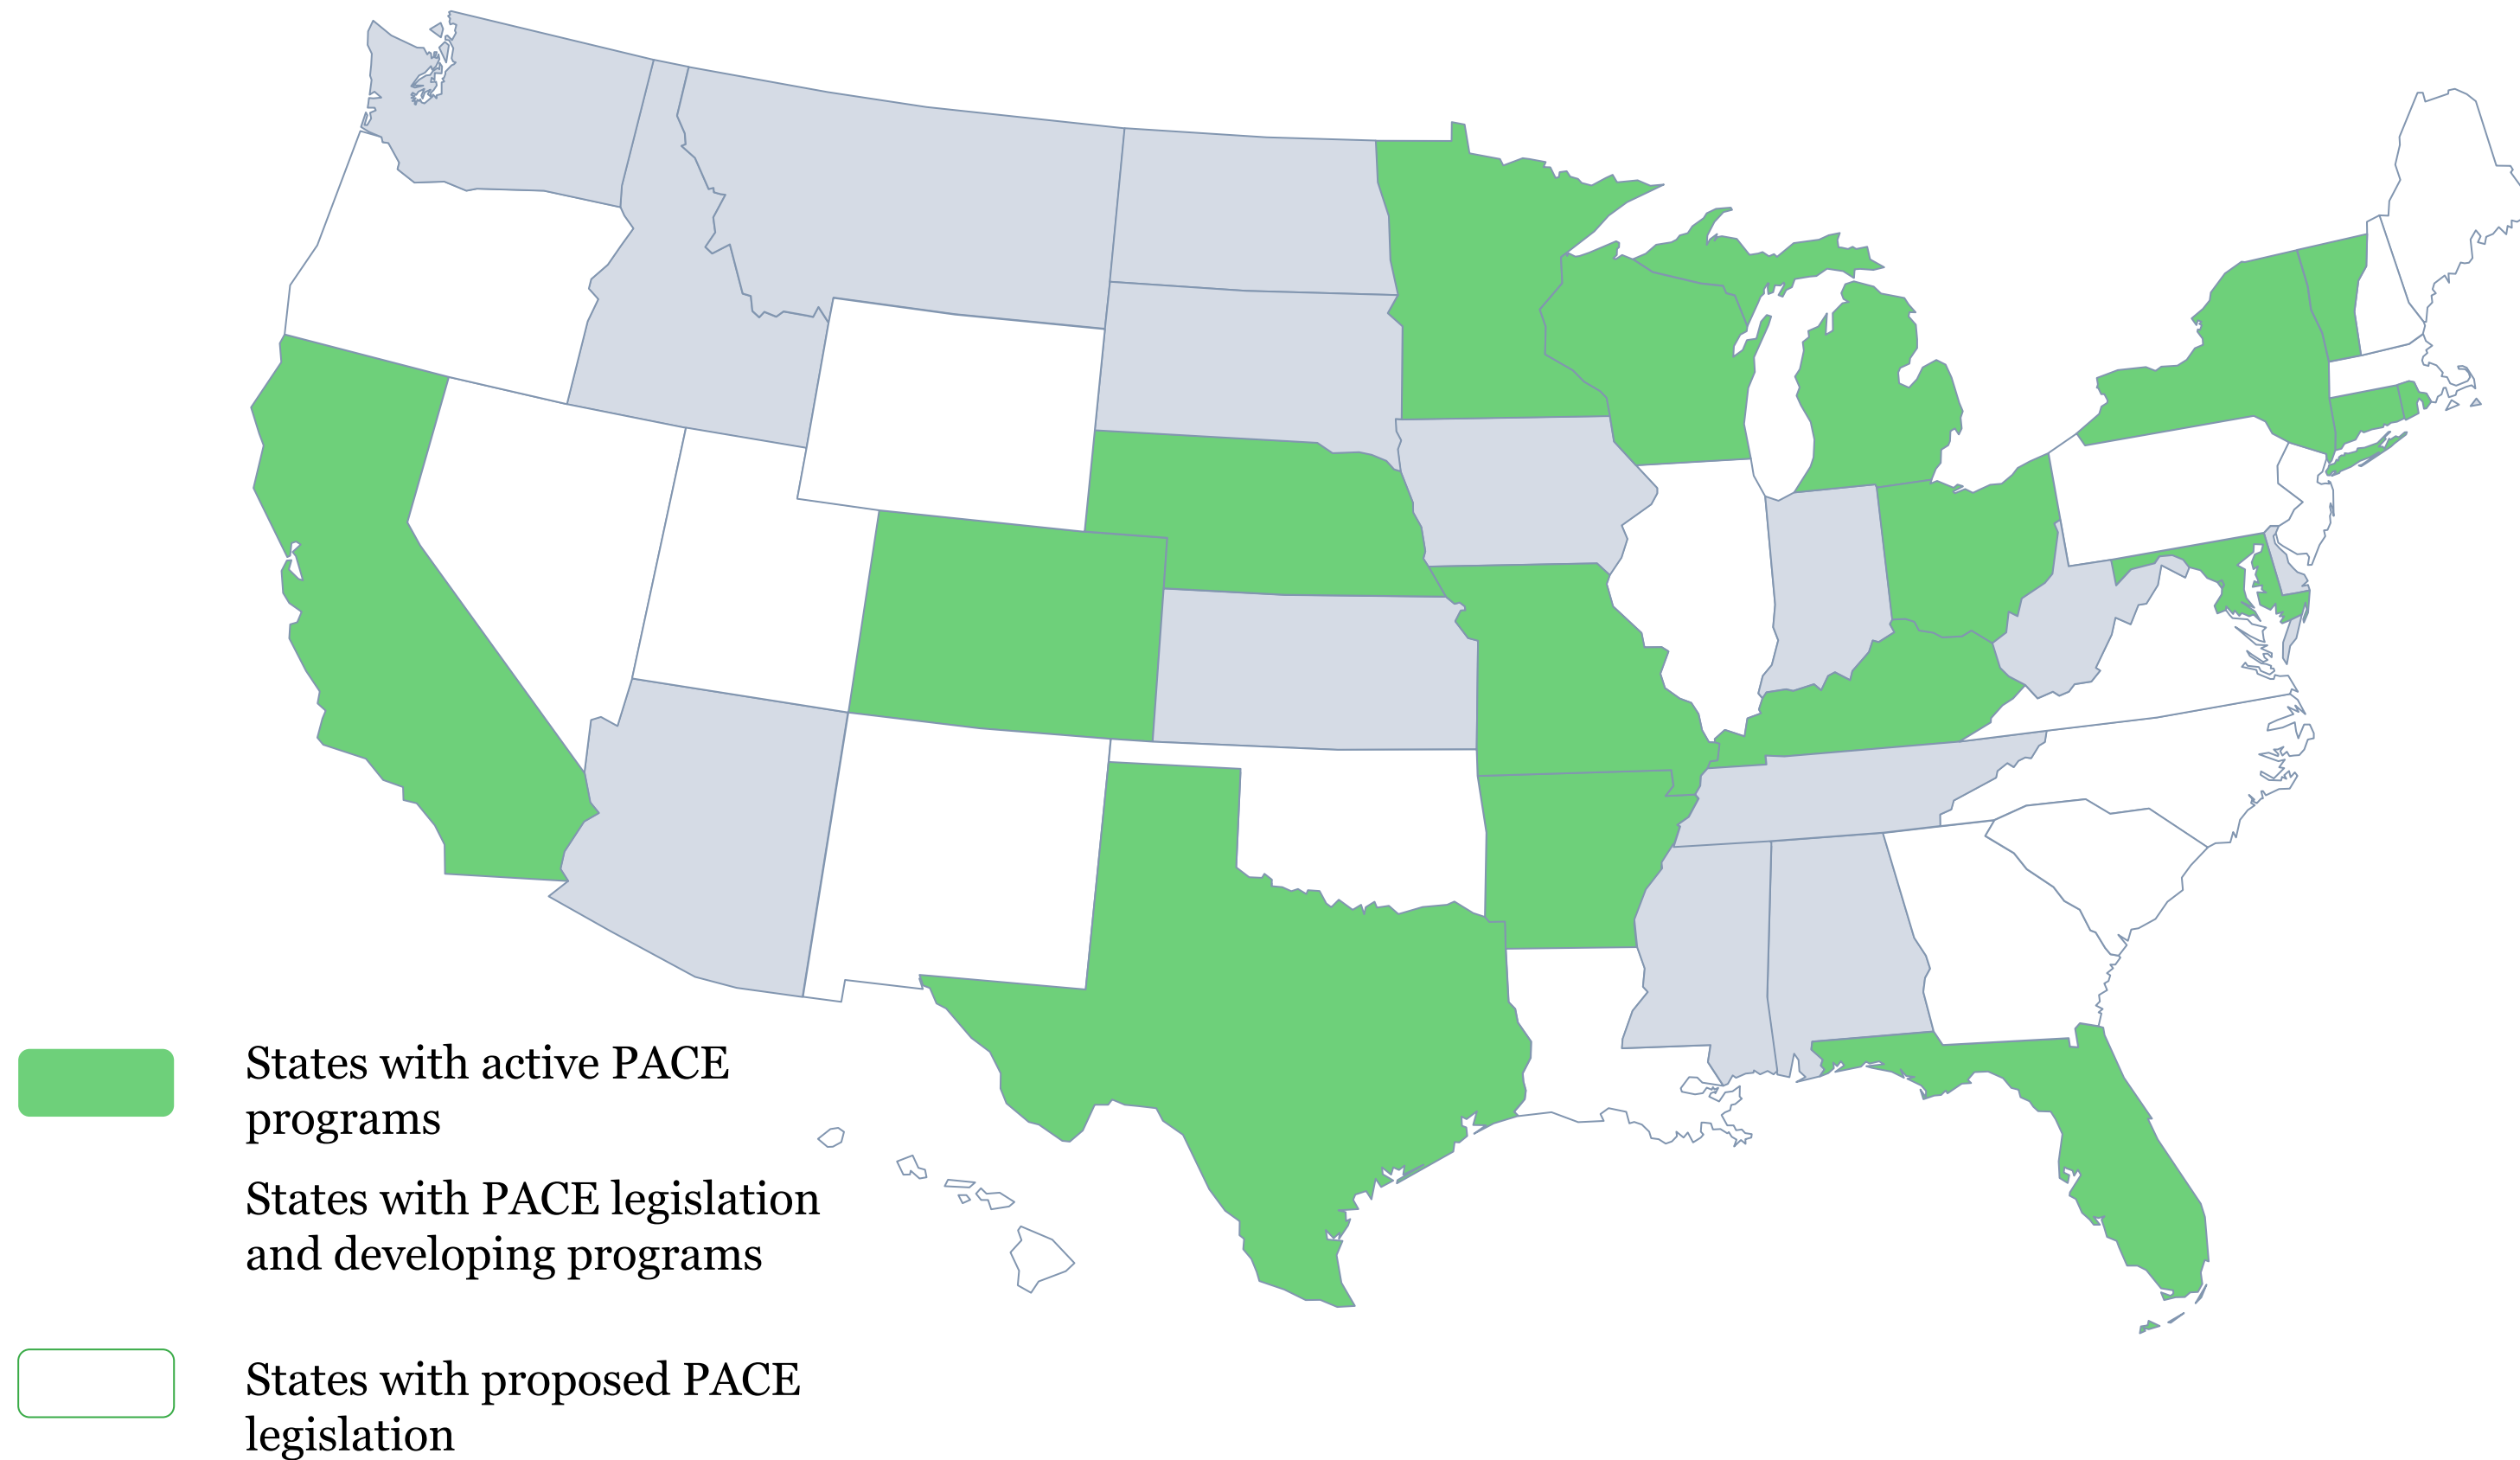 States with active PACE
programs
States with PACE legislation
and developing programs
States with proposed PACE
legislation